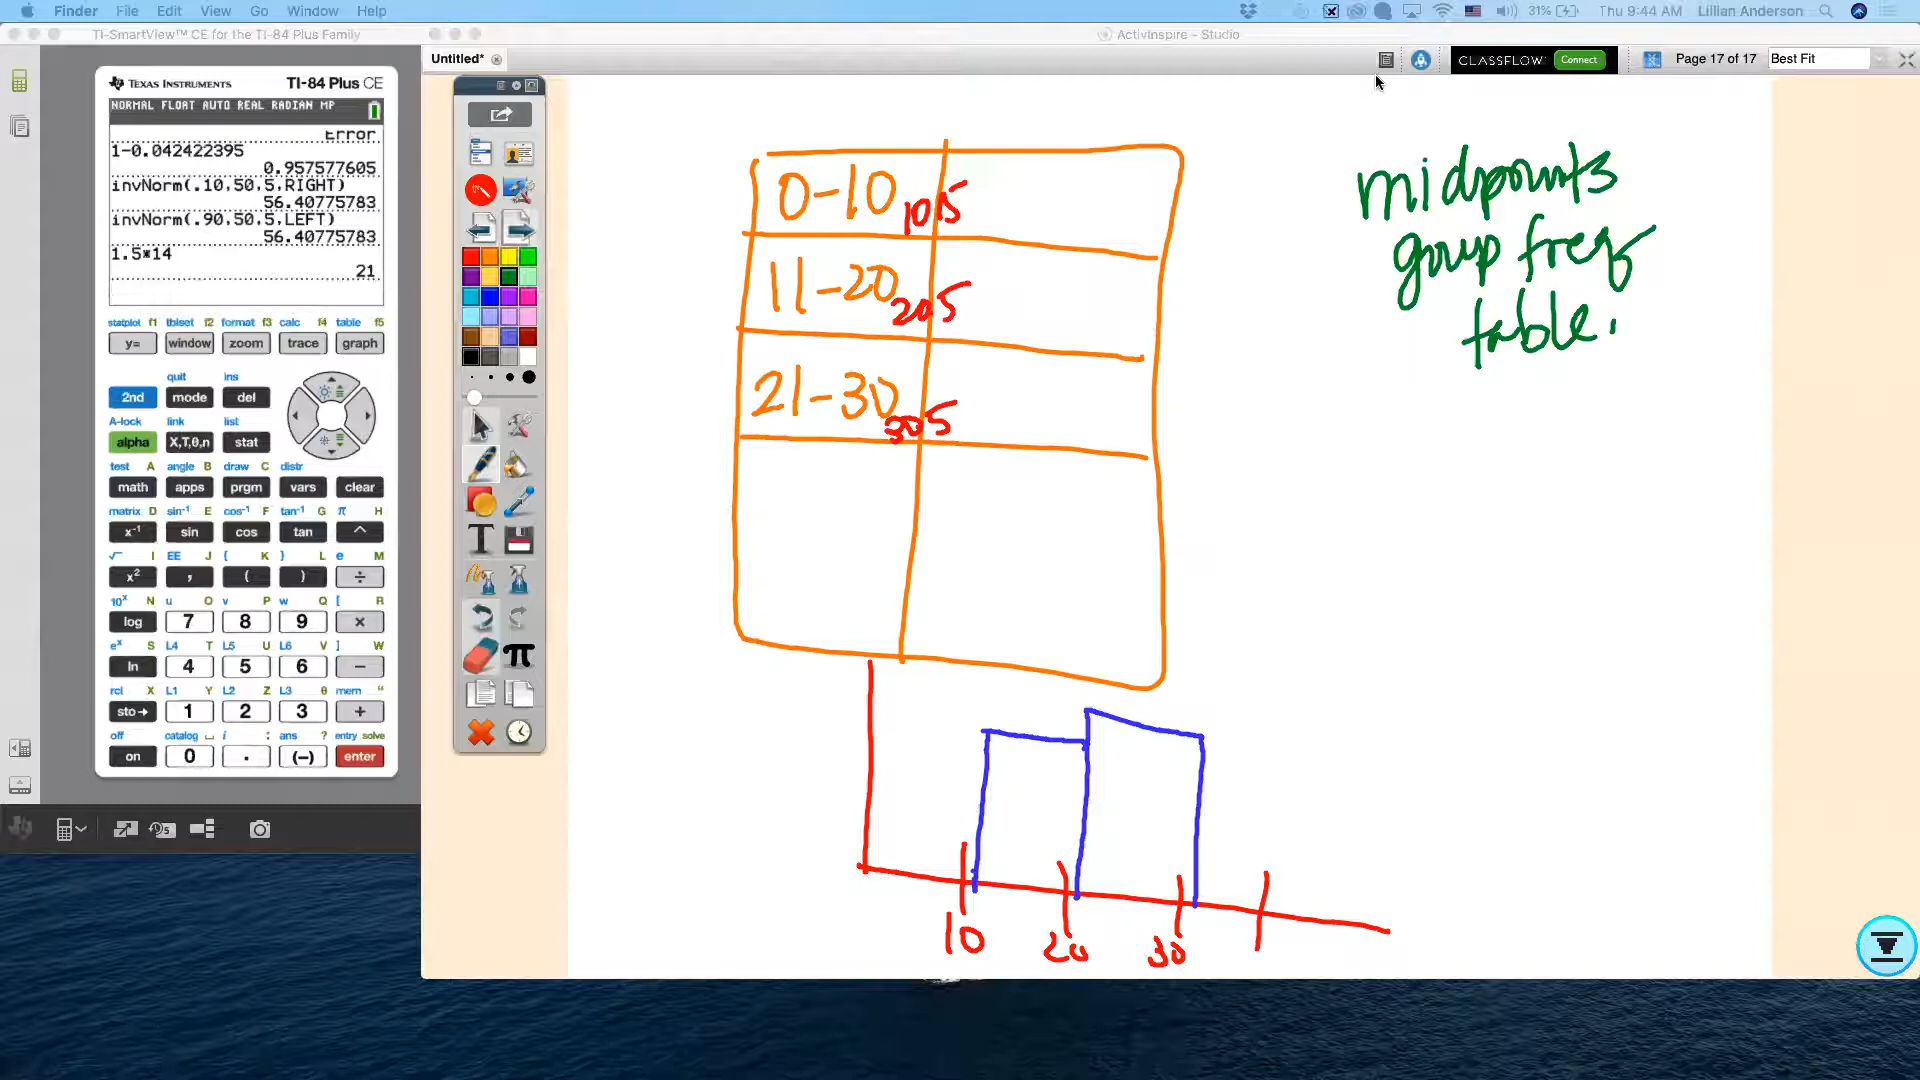 Finder File Edit View Go Window Help 31% Thu 9:44 AM Lillian Anderson
TI-SmartView™ CE for the TI-84 Plus Family
ActivInspire - Studio
Untitled*
CLASSFLOW Connect Page 17 of 17 Best Fit
TEXAS INSTRUMENTS TI-84 Plus CE
NORMAL FLOAT AUTO REAL RADIAN MP
Error
1-0.042422395
0.957577605
invNorm(.10,50,5,RIGHT)
56.40775783
invNorm(.90,50,5,LEFT)
56.40775783
1.5*14
21
statplot f1 tblset f2 format f3 calc f4 table f5
y= window zoom trace graph
quit ins
2nd mode del
A-lock link list
alpha X,T,θ,n stat
test A angle B draw C distr
math apps prgm vars clear
matrix D sin⁻¹ E cos⁻¹ F tan⁻¹ G π H
x⁻¹ sin cos tan ^
√ I EE J { K } L e M
x² , ( ) ÷
10ˣ N u O v P w Q [ R
log 7 8 9 ×
eˣ S L4 T L5 U L6 V ] W
ln 4 5 6 −
rcl X L1 Y L2 Z L3 θ mem "
sto→ 1 2 3 +
off catalog i : ans ? entry solve
on 0 . (−) enter
T
π
0-10 10.5
11-20 20.5
21-30 30.5
midpoints
group freq
table.
10 20 30